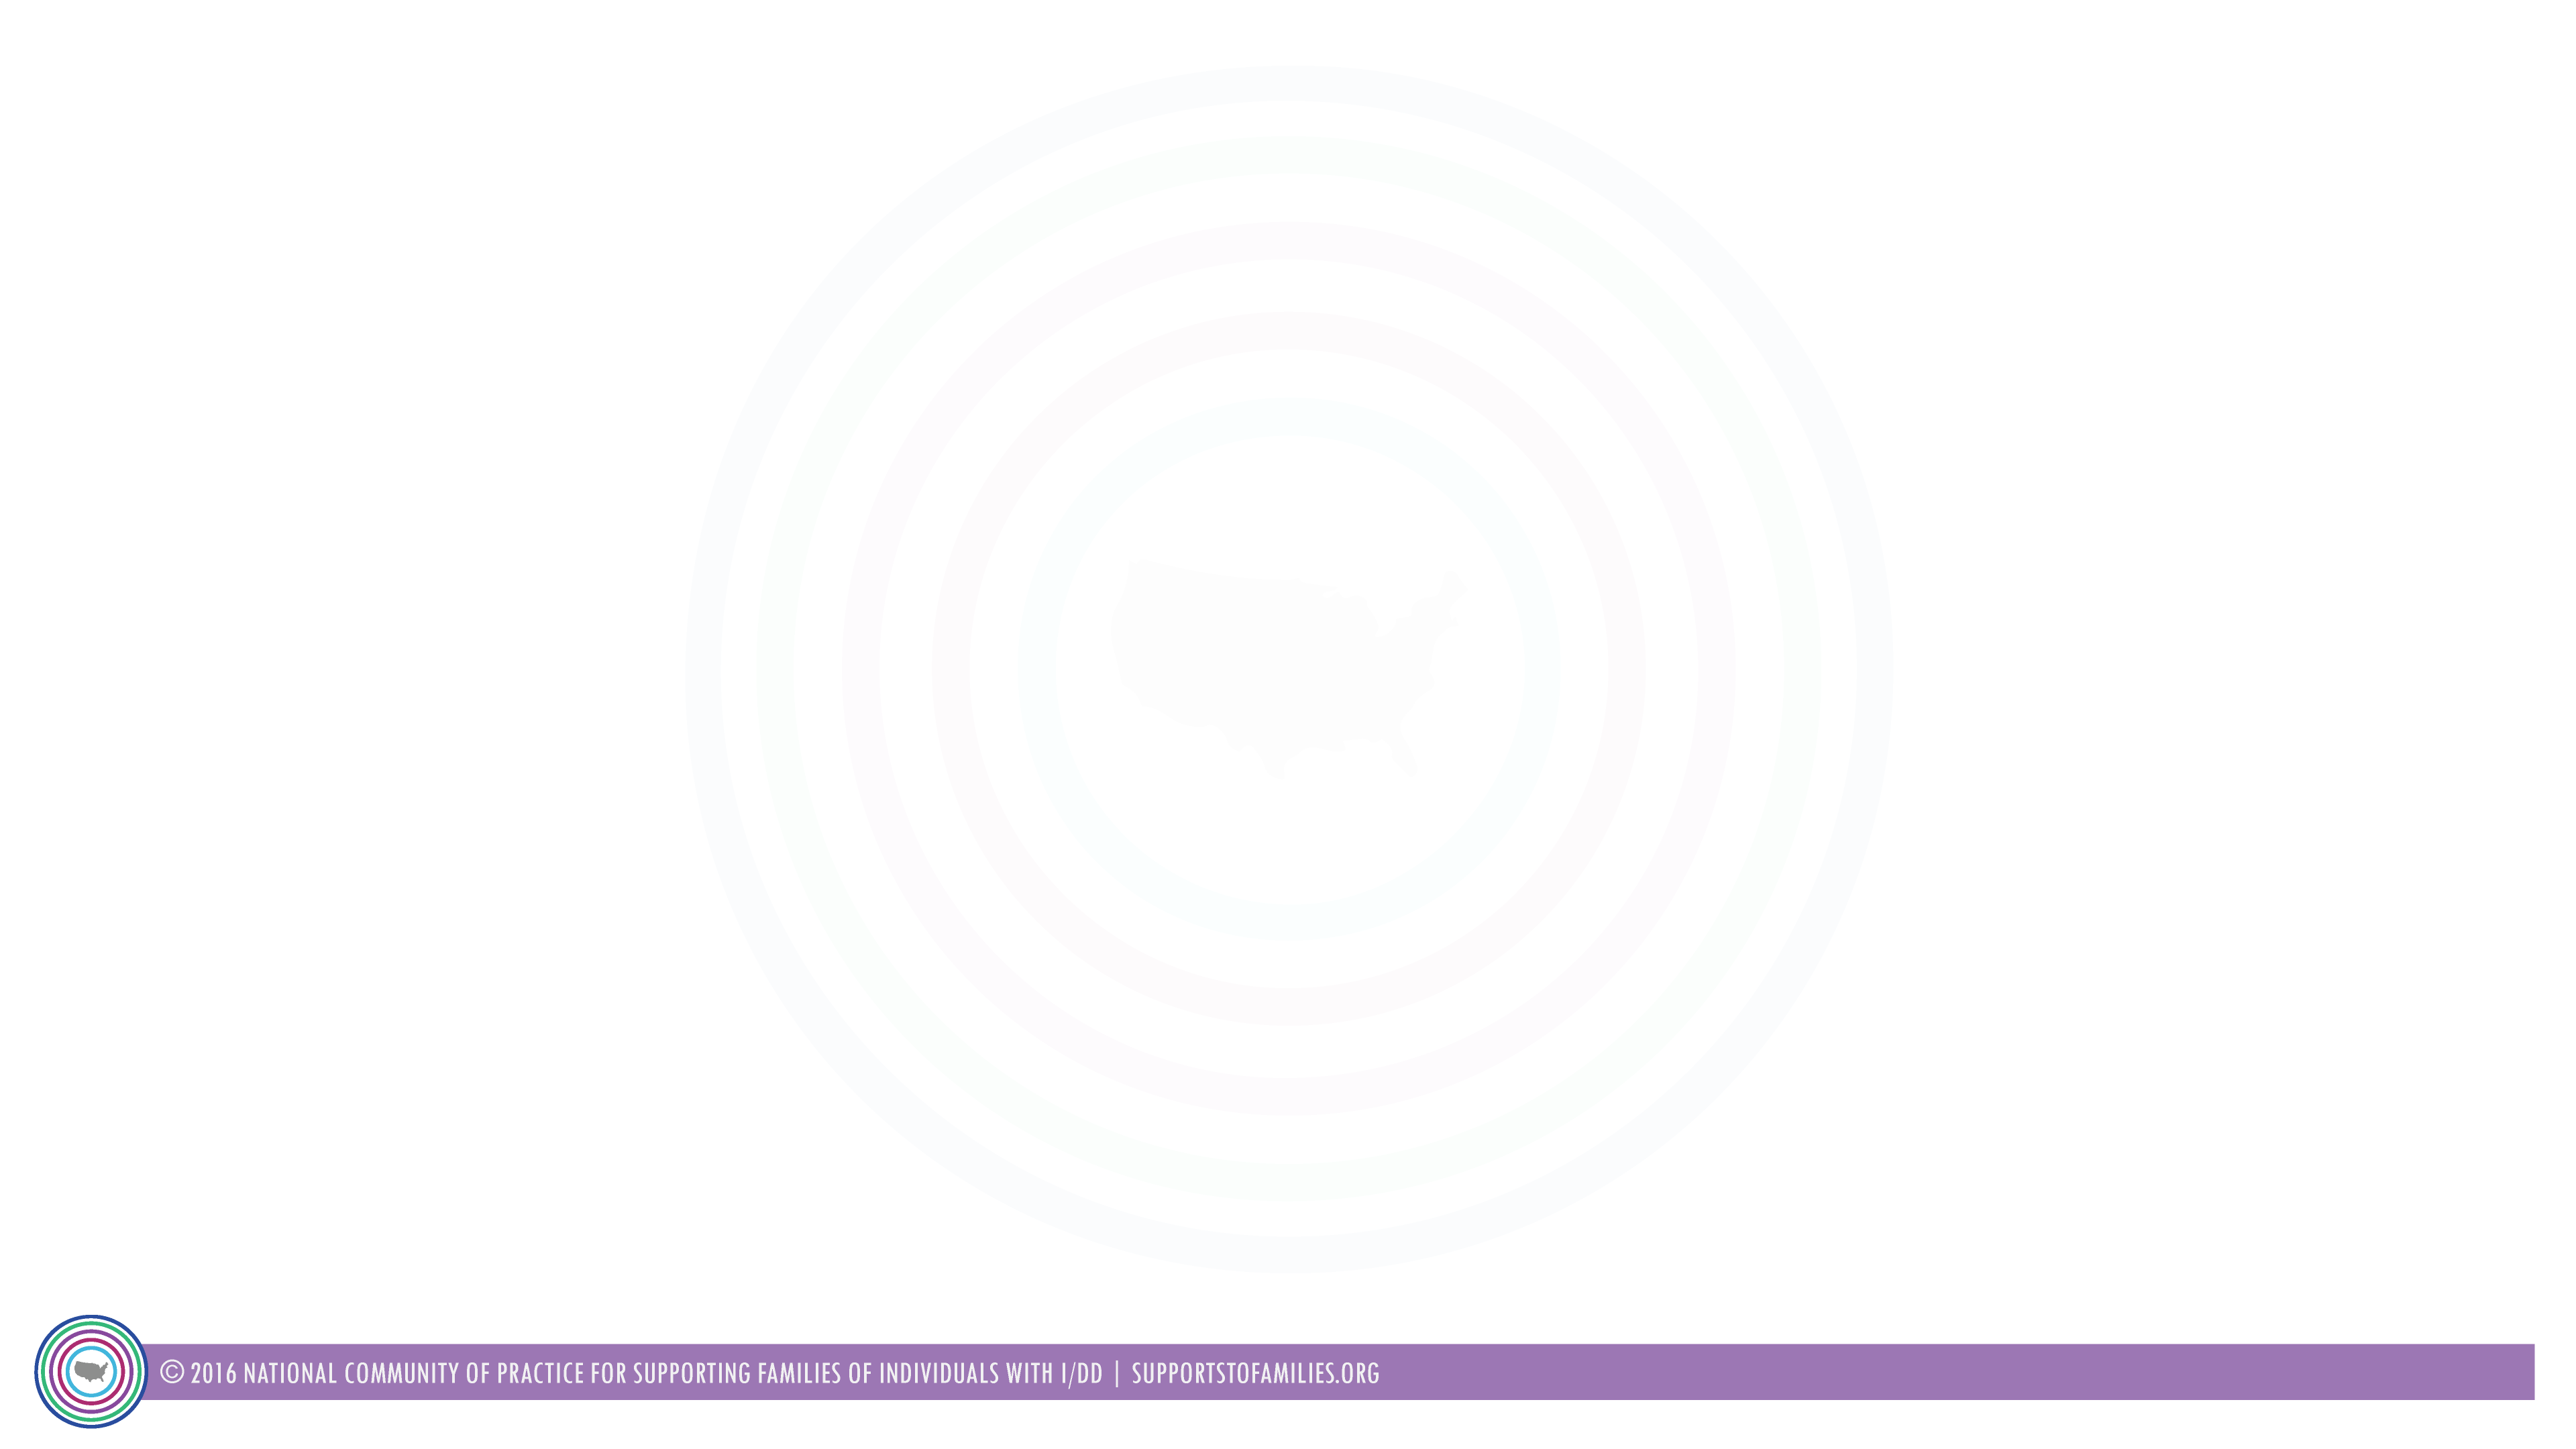 © 2016 NATIONAL COMMUNITY OF PRACTICE FOR SUPPORTING FAMILIES OF INDIVIDUALS WITH I/DD | SUPPORTSTOFAMILIES.ORG